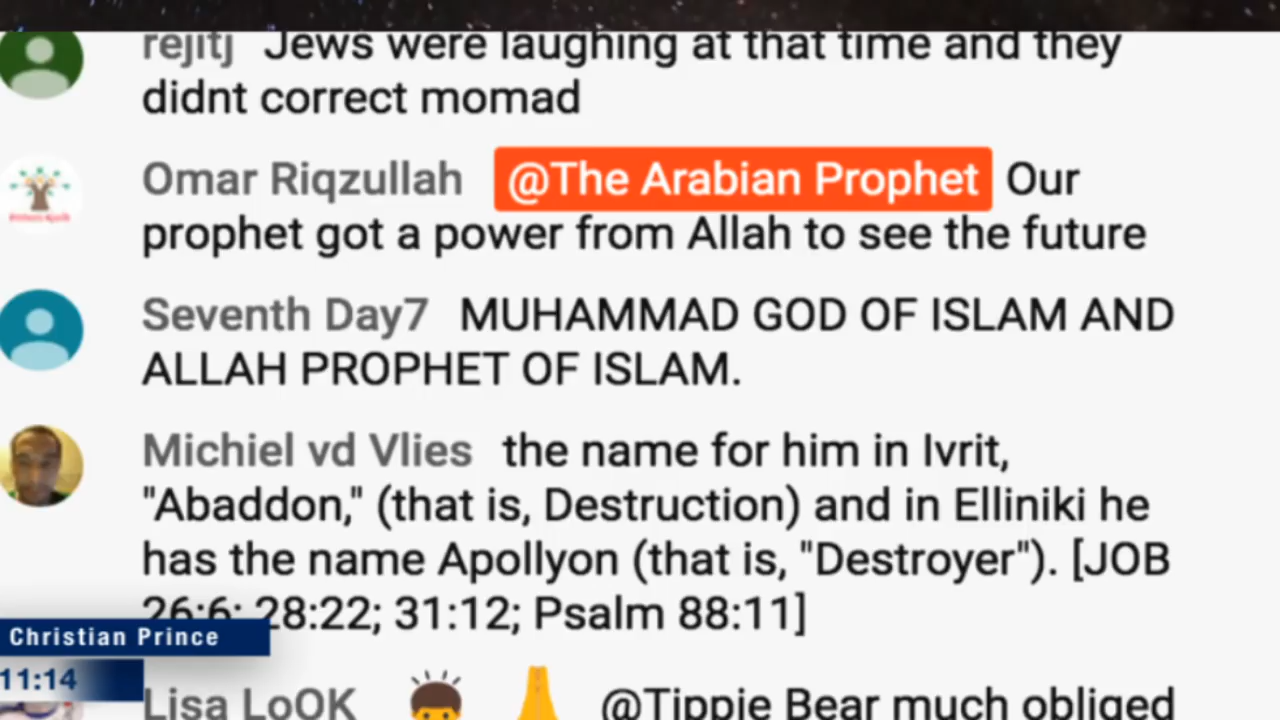 rejitj Jews were laughing at that time and they
didnt correct momad
Omar Riqzullah @The Arabian Prophet Our
prophet got a power from Allah to see the future
Seventh Day7 MUHAMMAD GOD OF ISLAM AND
ALLAH PROPHET OF ISLAM.
Michiel vd Vlies the name for him in Ivrit,
"Abaddon," (that is, Destruction) and in Elliniki he
has the name Apollyon (that is, "Destroyer"). [JOB
26:6; 28:22; 31:12; Psalm 88:11]
Christian Prince
11:14
Lisa LoOK @Tippie Bear much obliged